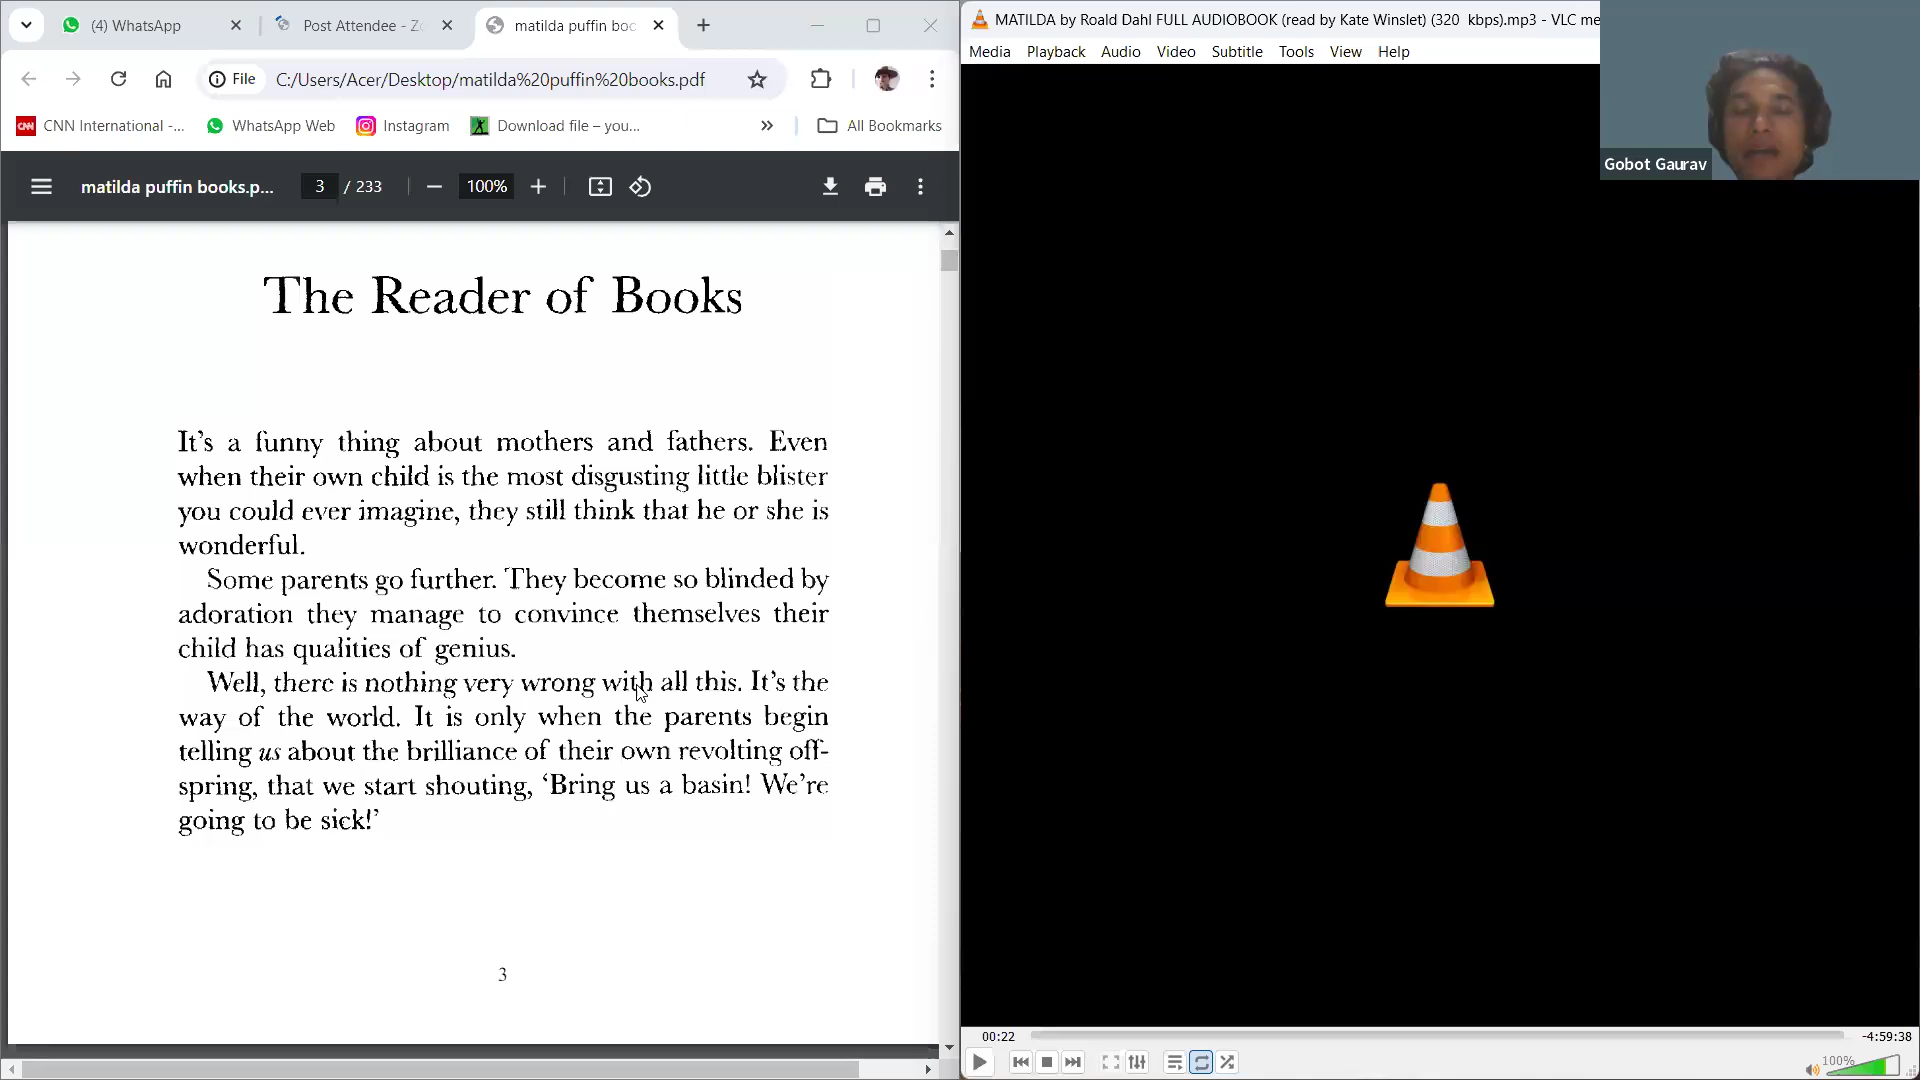 (4) WhatsApp
Post Attendee - Zo
matilda puffin boo
File
C:/Users/Acer/Desktop/matilda%20puffin%20books.pdf
CNN International -...
WhatsApp Web
Instagram
Download file – you...
»
All Bookmarks
matilda puffin books.p...
3 / 233
100%
The Reader of Books
It's a funny thing about mothers and fathers. Even
when their own child is the most disgusting little blister
you could ever imagine, they still think that he or she is
wonderful.
Some parents go further. They become so blinded by
adoration they manage to convince themselves their
child has qualities of genius.
Well, there is nothing very wrong with all this. It's the
way of the world. It is only when the parents begin
telling us about the brilliance of their own revolting off-
spring, that we start shouting, ‘Bring us a basin! We're
going to be sick!’
3
MATILDA by Roald Dahl FULL AUDIOBOOK (read by Kate Winslet) (320 kbps).mp3 - VLC me
Media Playback Audio Video Subtitle Tools View Help
Gobot Gaurav
00:22
-4:59:38
100%